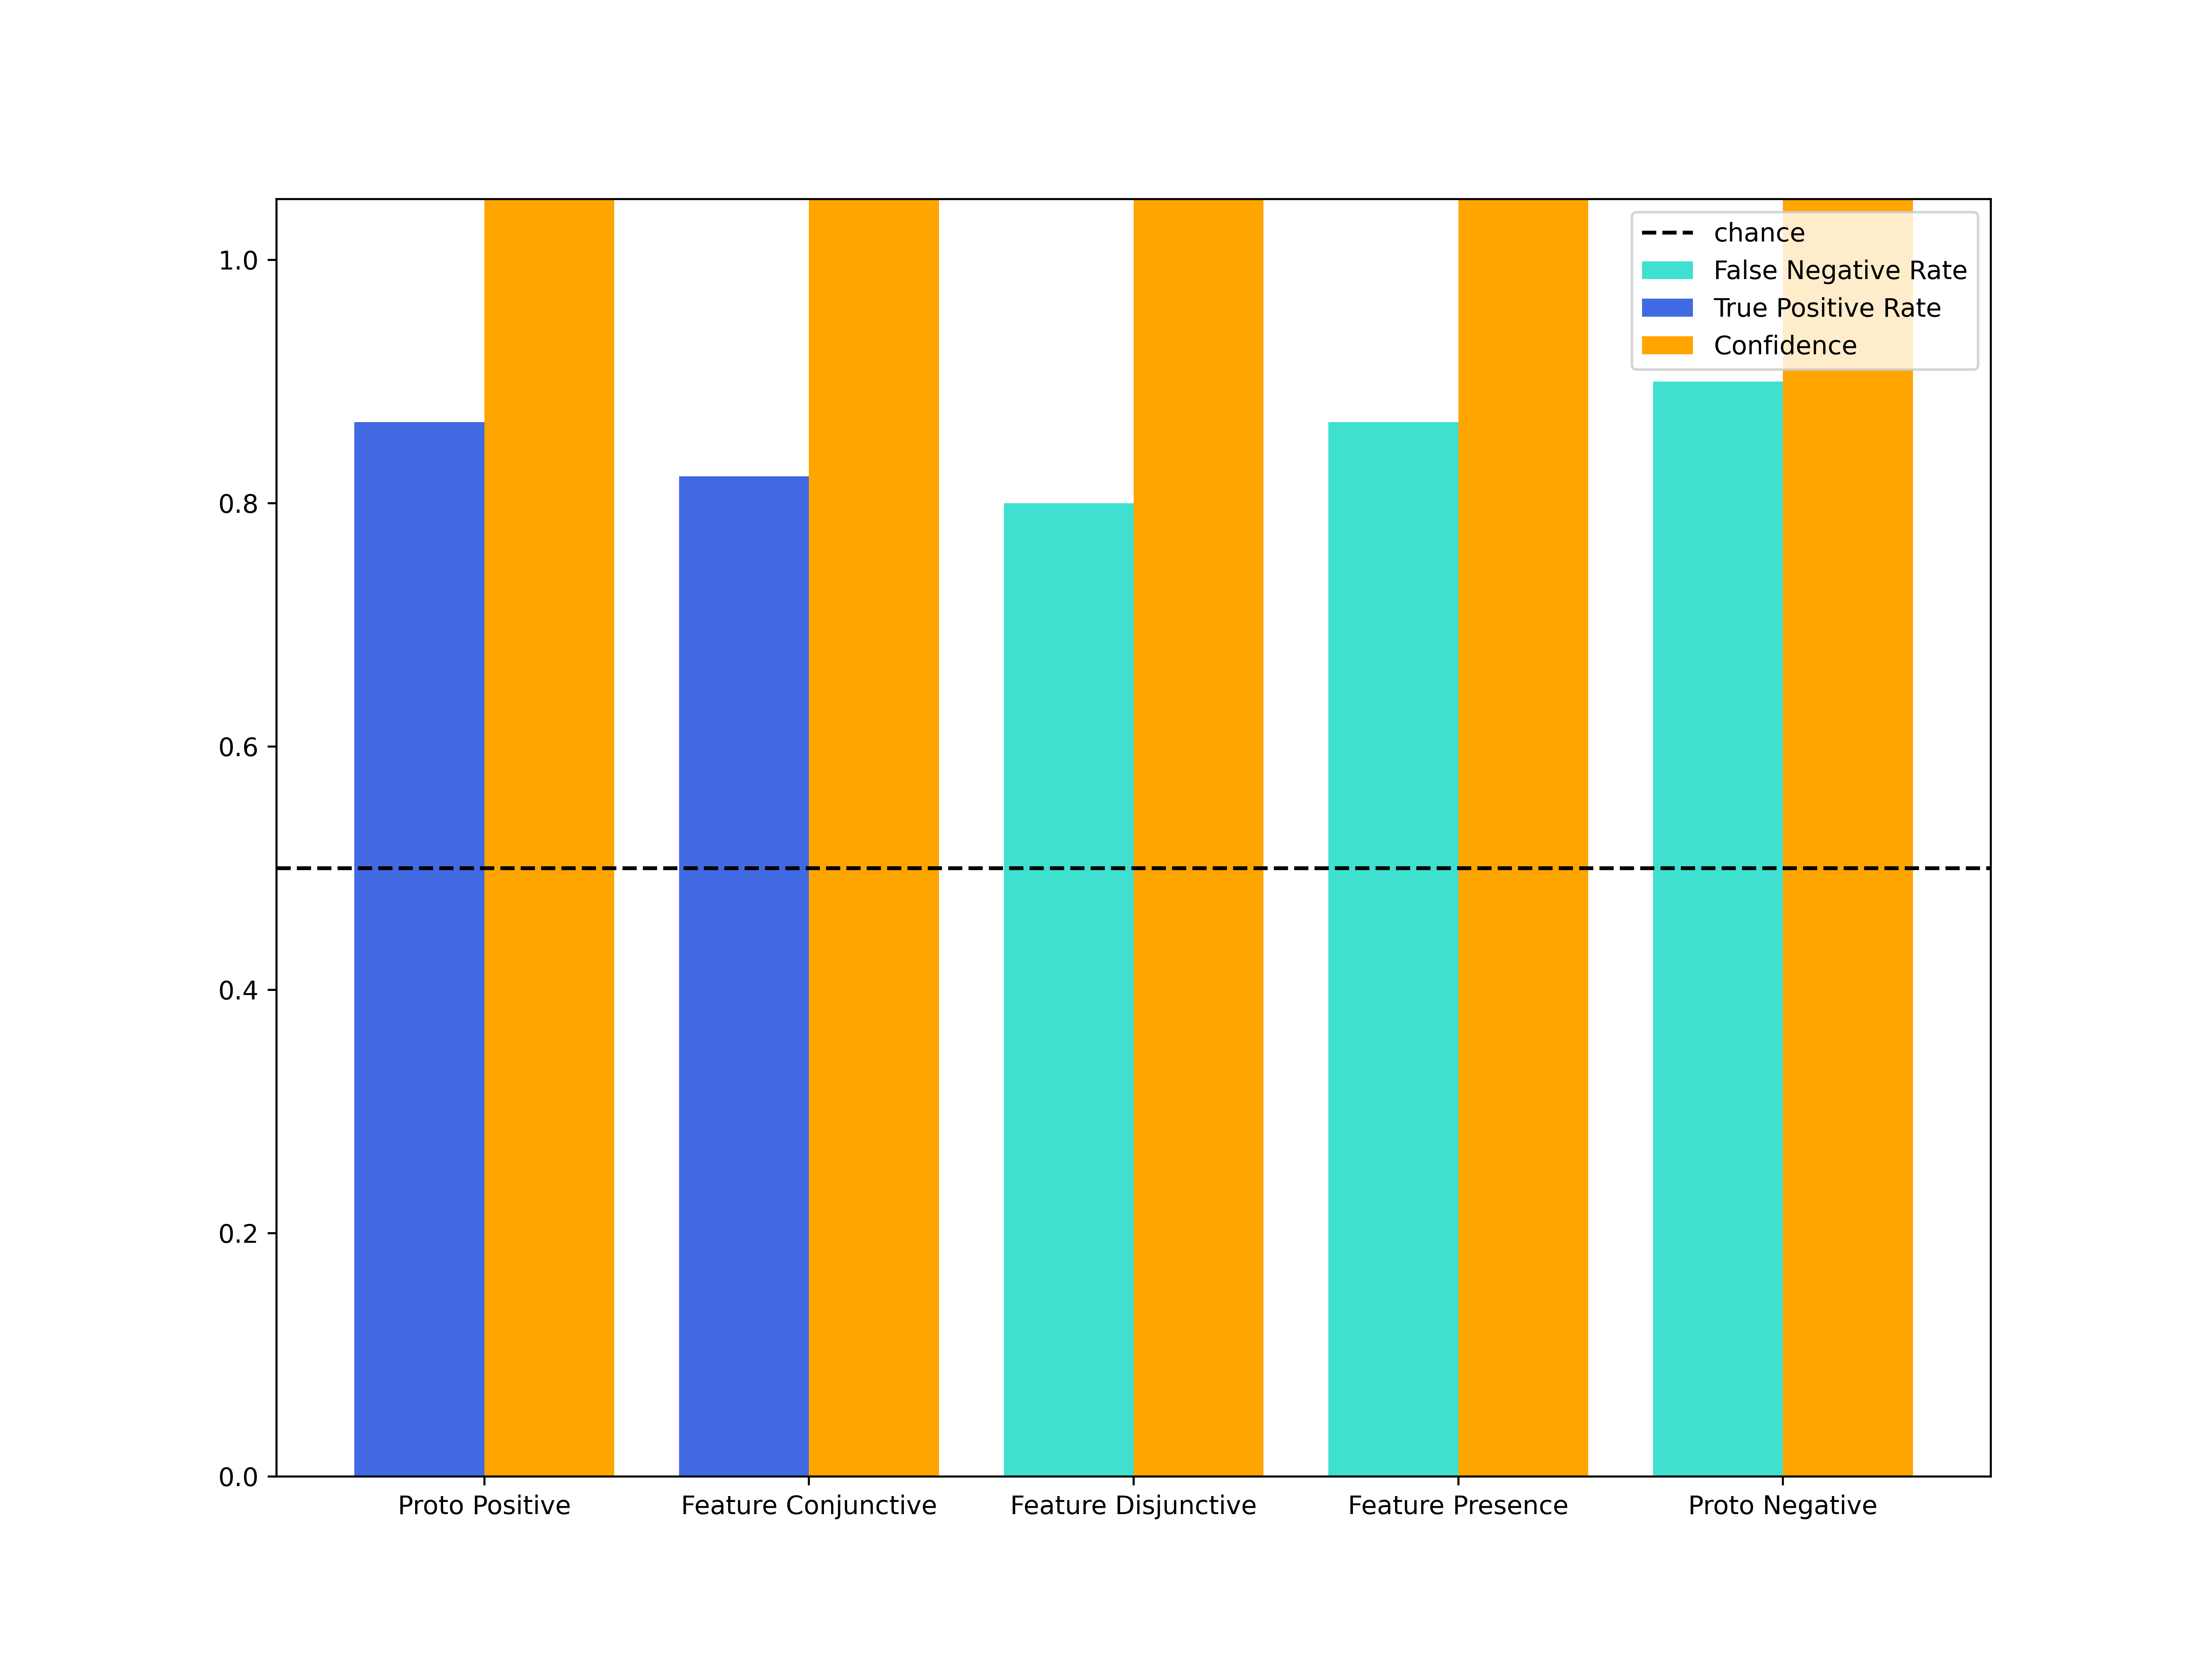 chance
False Negative Rate
True Positive Rate
Confidence
1.0
0.8
0.6
0.4
0.2
0.0
Proto Positive Feature Conjunctive Feature Disjunctive Feature Presence Proto Negative